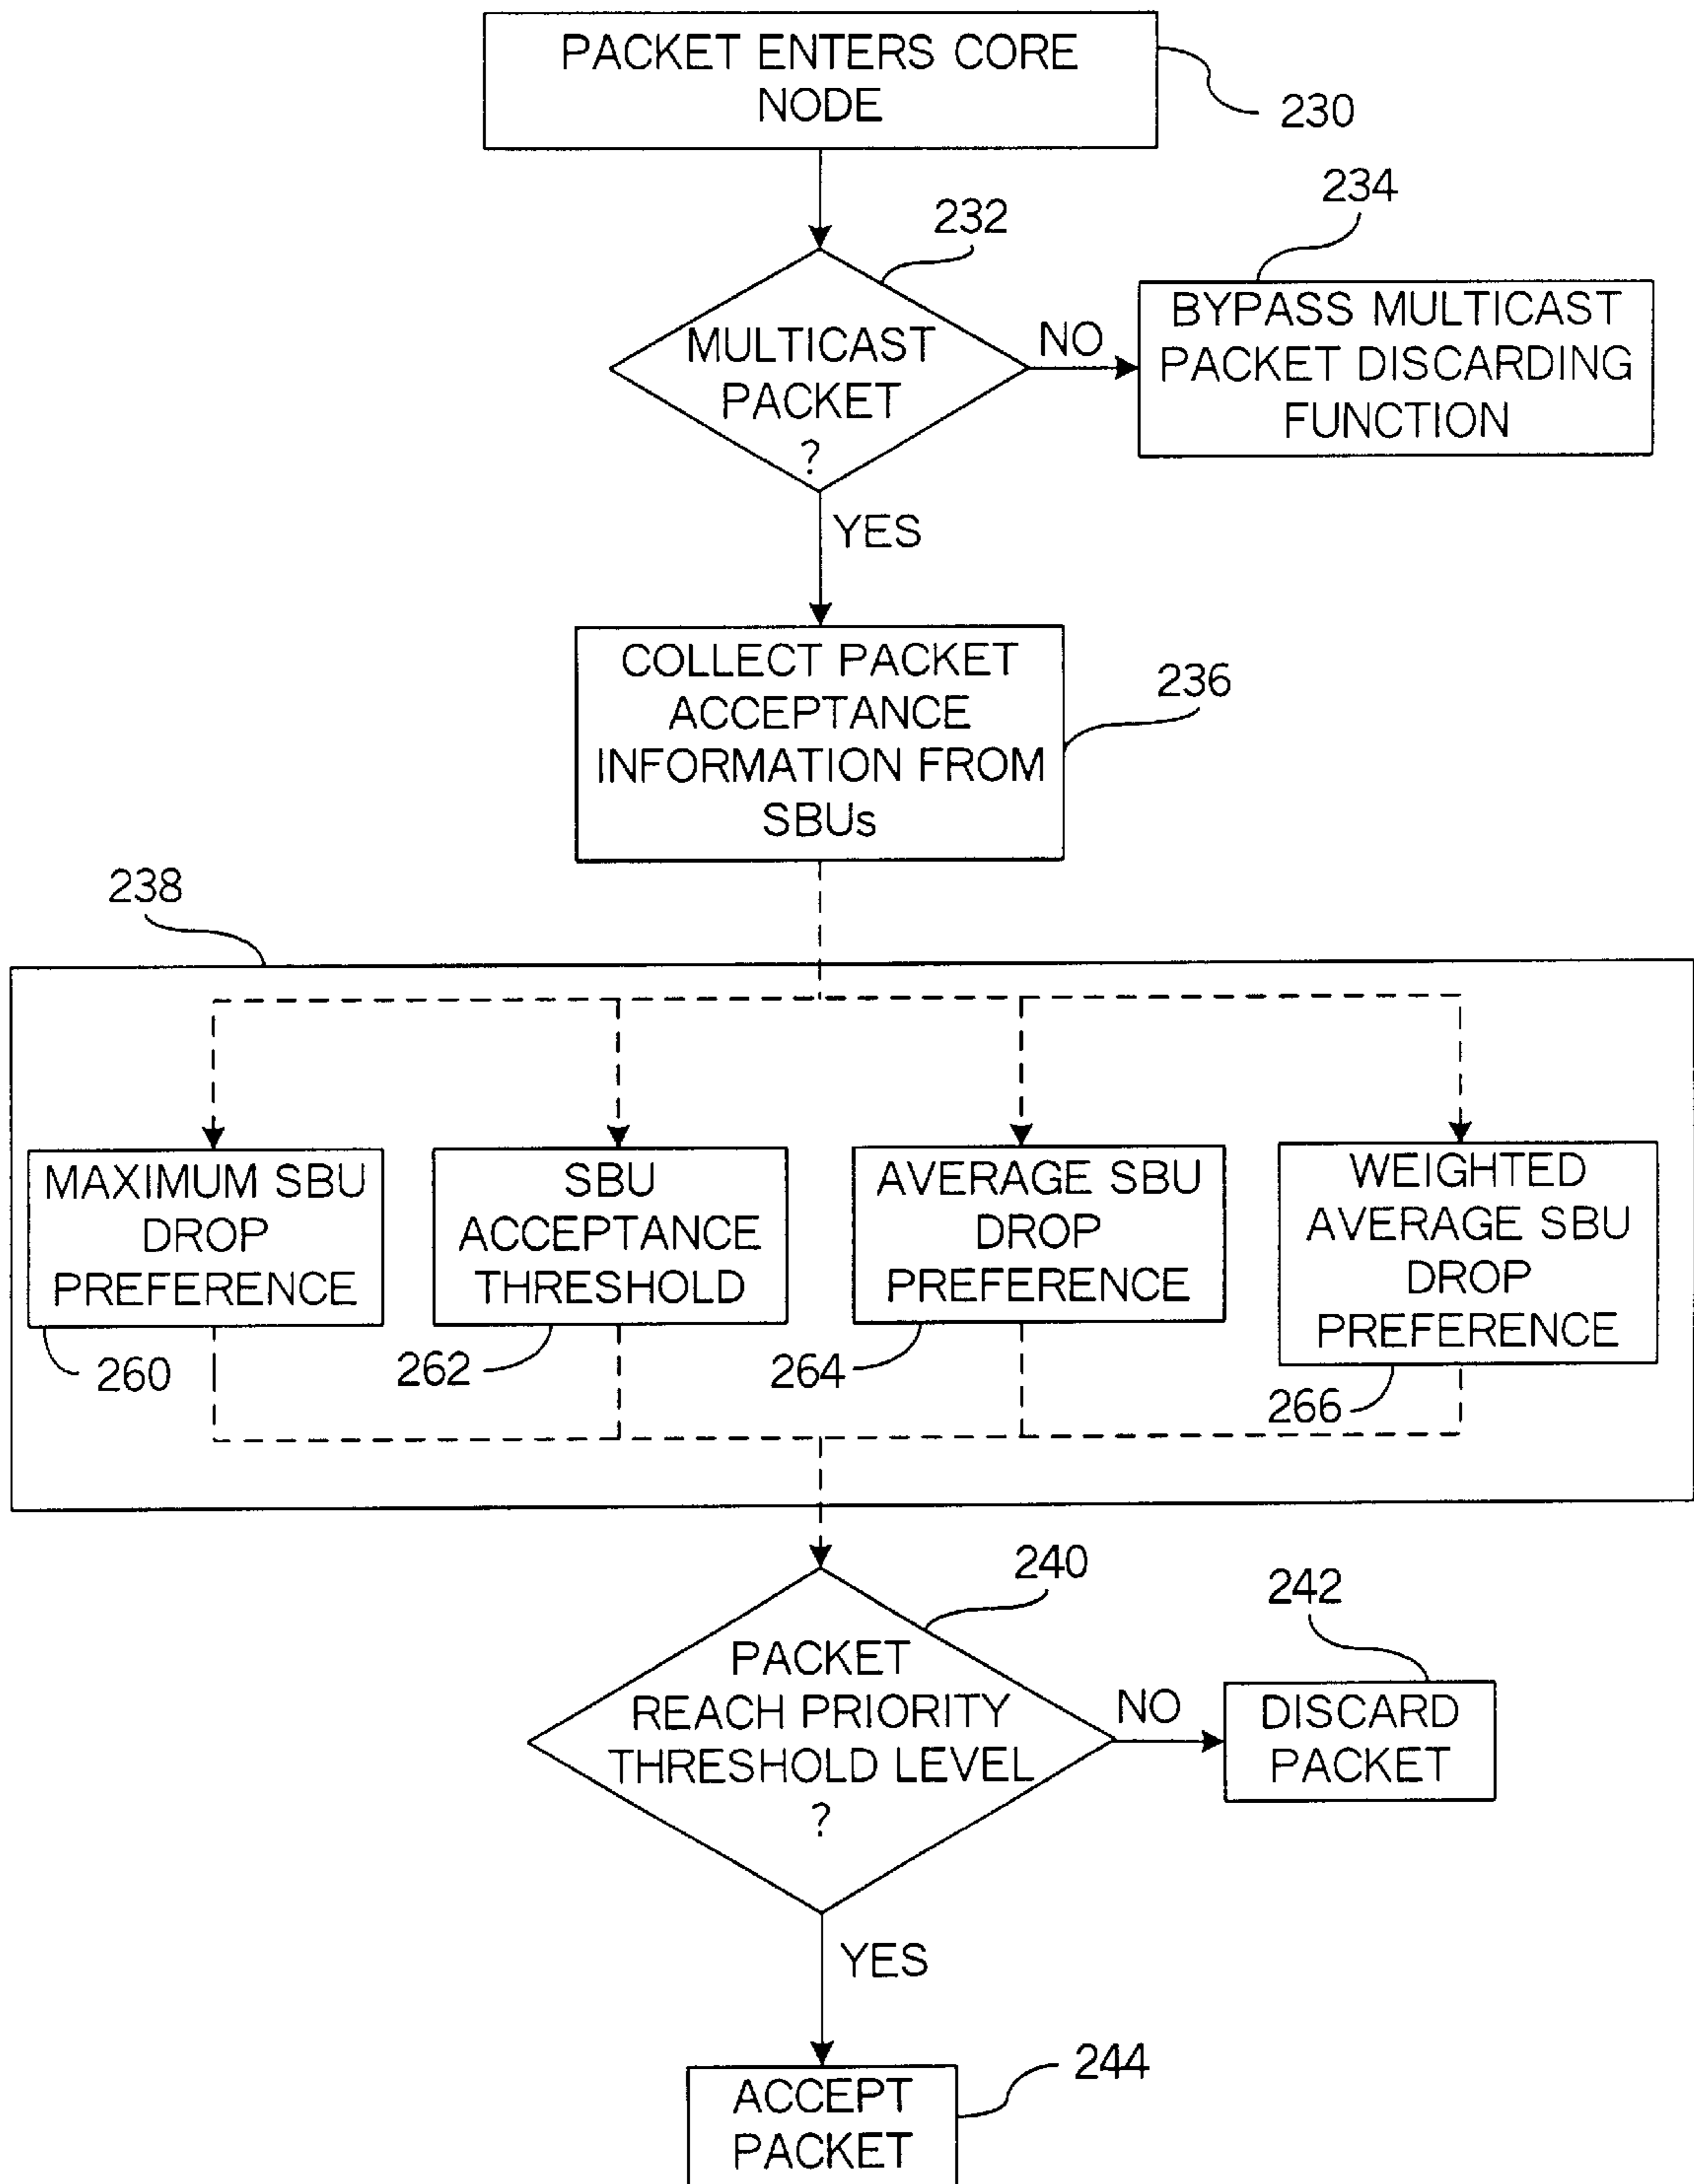 PACKET ENTERS CORE
NODE
230
232
234
MULTICAST
PACKET
?
NO
BYPASS MULTICAST
PACKET DISCARDING
FUNCTION
YES
COLLECT PACKET
ACCEPTANCE
INFORMATION FROM
SBUs
236
238
MAXIMUM SBU
DROP
PREFERENCE
260
SBU
ACCEPTANCE
THRESHOLD
262
AVERAGE SBU
DROP
PREFERENCE
264
WEIGHTED
AVERAGE SBU
DROP
PREFERENCE
266
240
PACKET
REACH PRIORITY
THRESHOLD LEVEL
?
NO
242
DISCARD
PACKET
YES
ACCEPT
PACKET
244